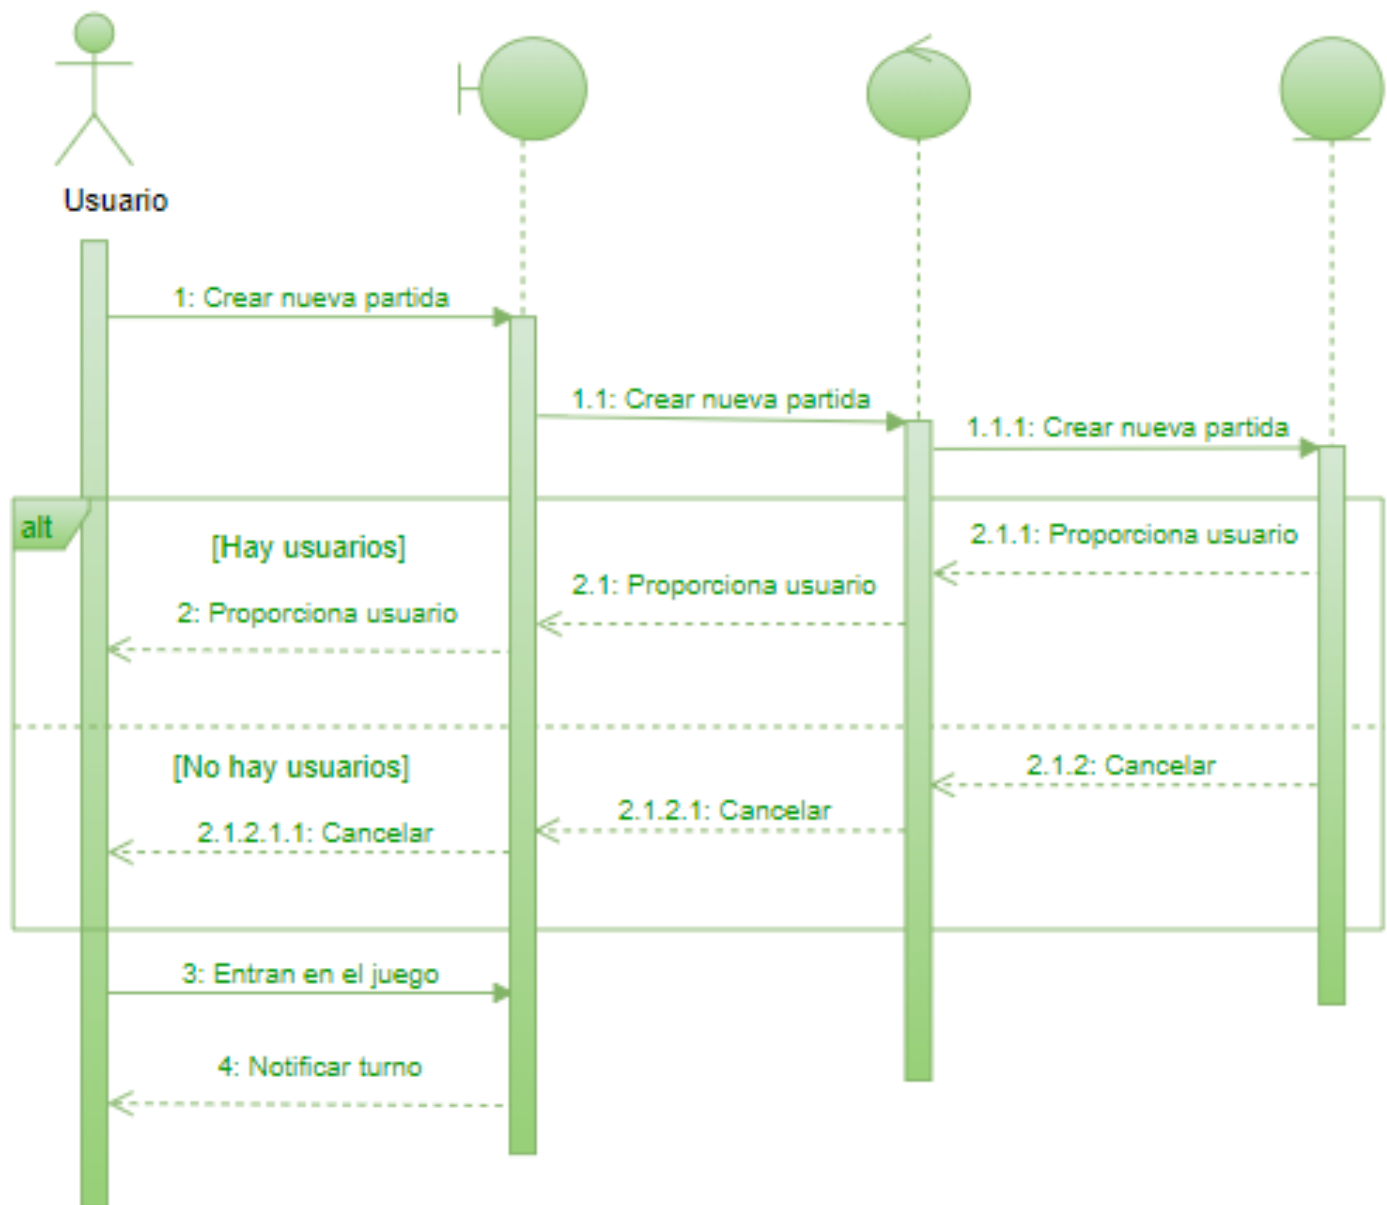 Usuario
1: Crear nueva partida
1.1: Crear nueva partida
1.1.1: Crear nueva partida
alt
[Hay usuarios]
2.1.1: Proporciona usuario
2.1: Proporciona usuario
2: Proporciona usuario
[No hay usuarios]
2.1.2: Cancelar
2.1.2.1: Cancelar
2.1.2.1.1: Cancelar
3: Entran en el juego
4: Notificar turno